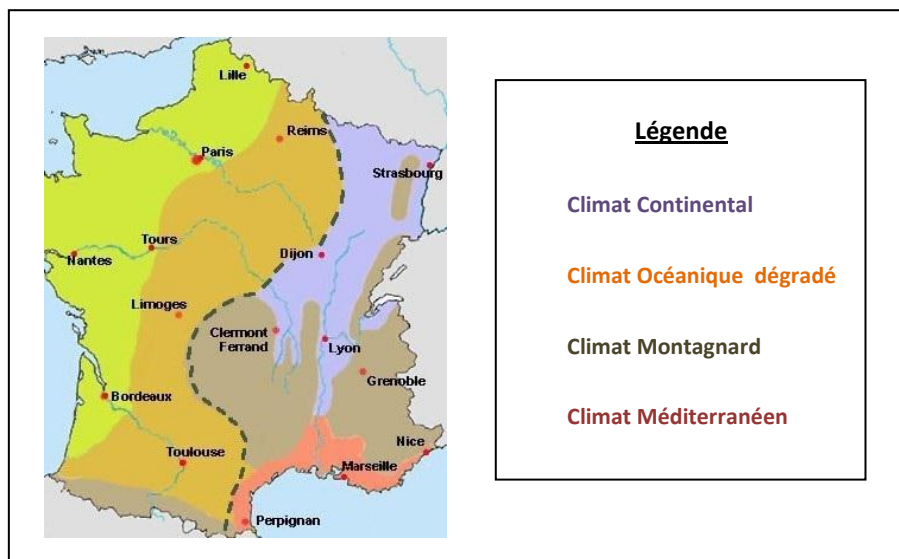 Lille
Reims
Paris
Strasbourg
Tours
Nantes
Dijon
Limoges
Clermont
Ferrand
Lyon
Grenoble
Bordeaux
Toulouse
Nice
Marseille
Perpignan
Légende
Climat Continental
Climat Océanique dégradé
Climat Montagnard
Climat Méditerranéen